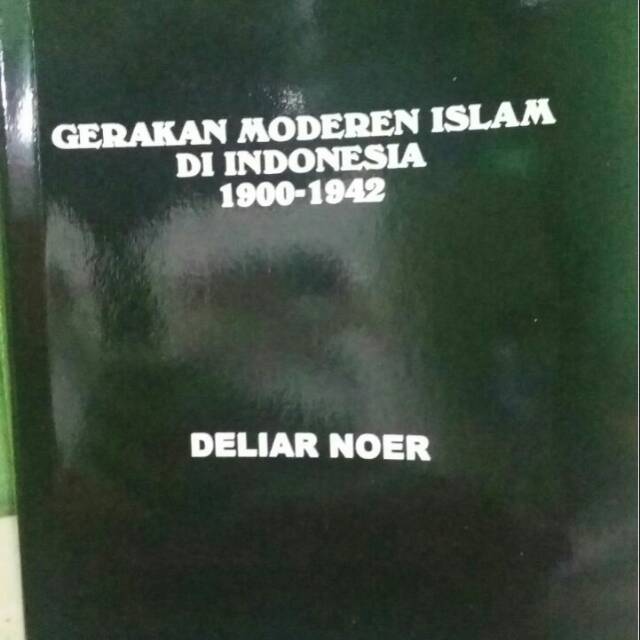 GERAKAN MODEREN ISLAM
DI INDONESIA
1900-1942
DELIAR NOER